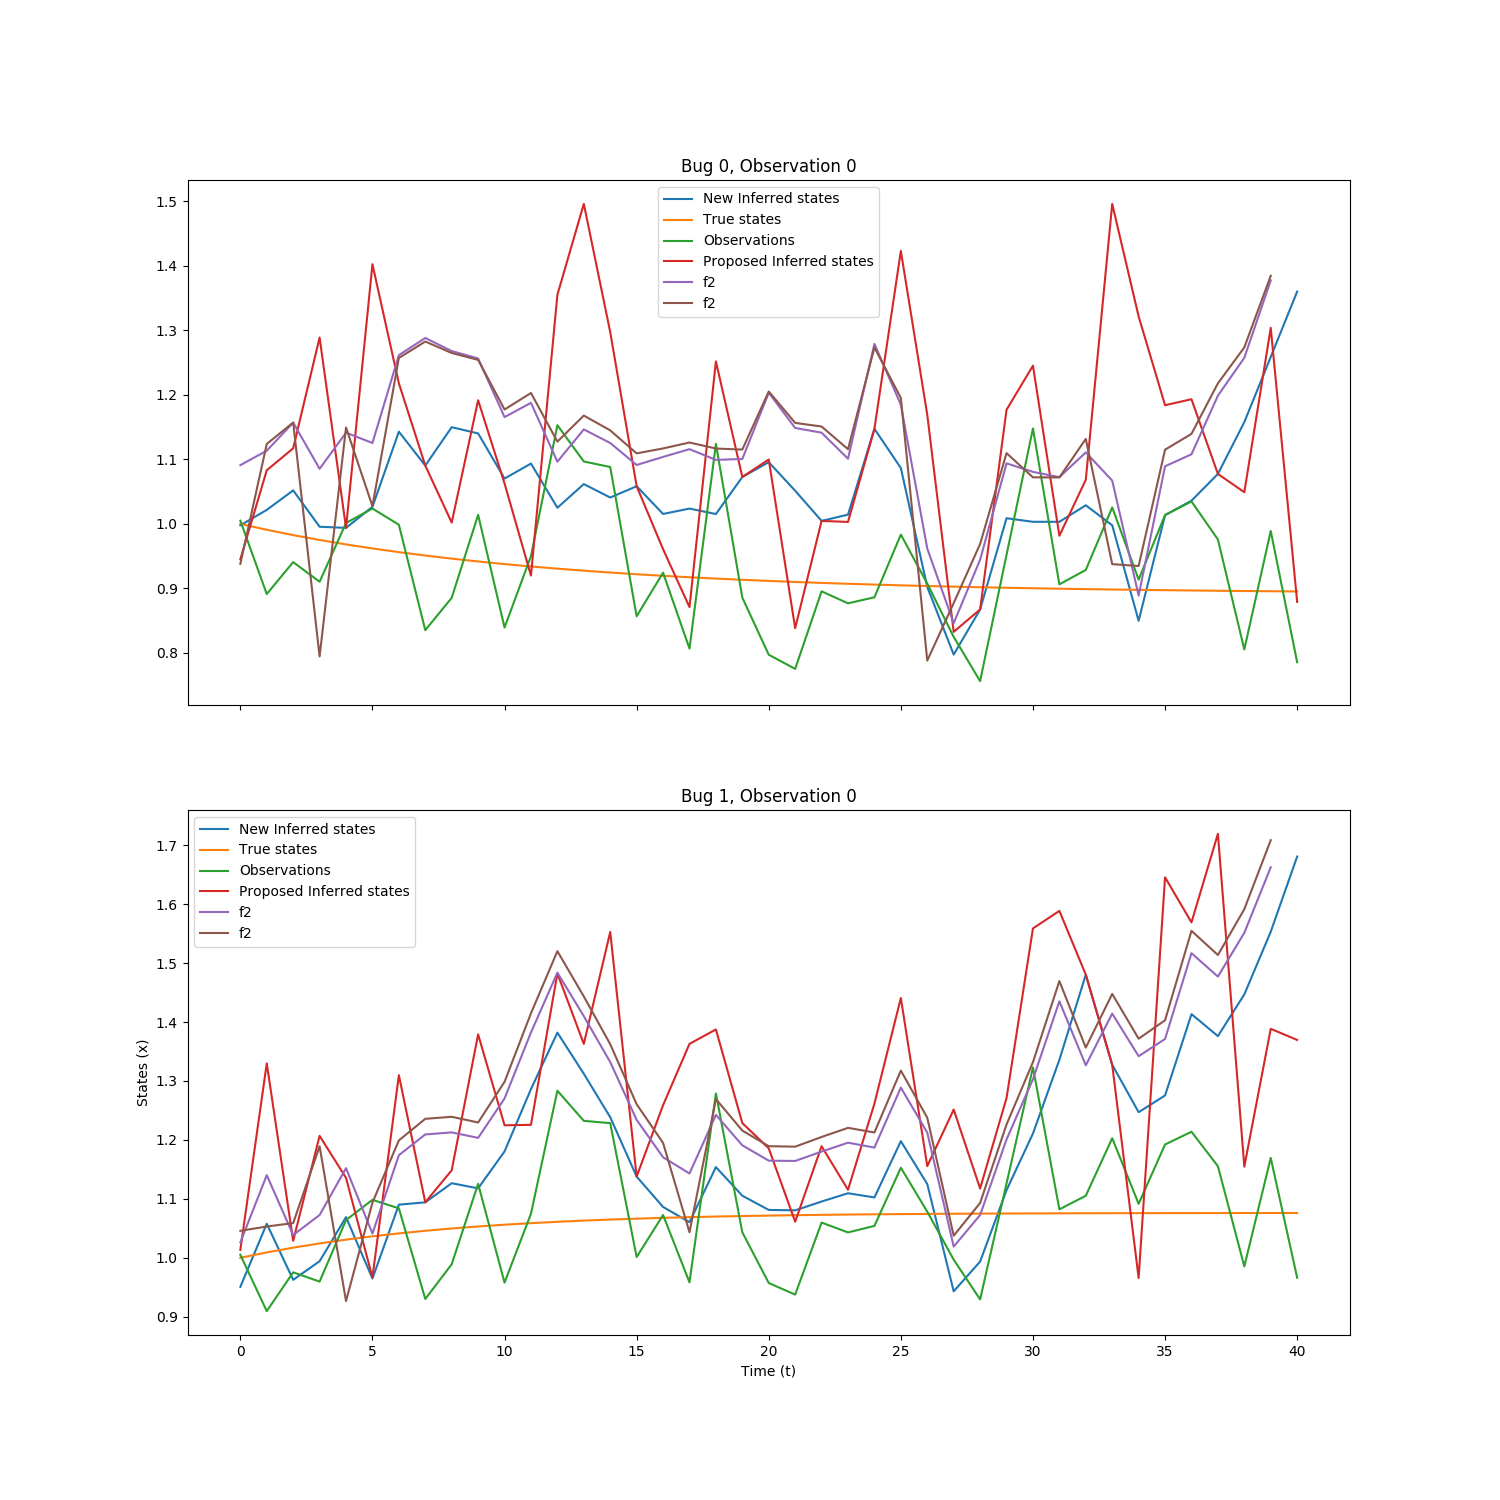 Bug 0, Observation 0
New Inferred states
True states
Observations
Proposed Inferred states
f2
f2
1.5
1.4
1.3
1.2
1.1
1.0
0.9
0.8
Bug 1, Observation 0
New Inferred states
True states
Observations
Proposed Inferred states
f2
f2
1.7
1.6
1.5
1.4
1.3
1.2
1.1
1.0
0.9
States (x)
0 5 10 15 20 25 30 35 40
Time (t)